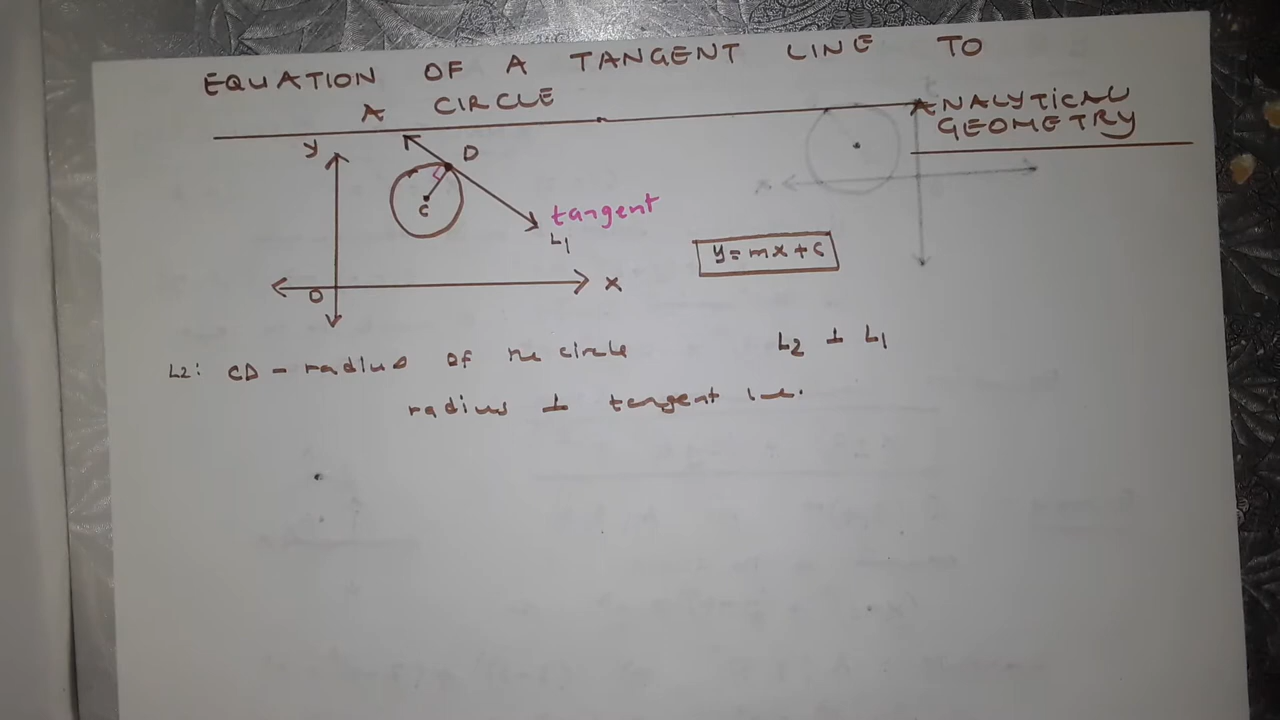 EQUATION OF A TANGENT LINE TO
A CIRCLE
ANALYTICAL
GEOMETRY
y
D
C
tangent
L1
y=mx+c
O
X
L2: CD - radius of the circle
L2 ⊥ L1
radius ⊥ tangent line.